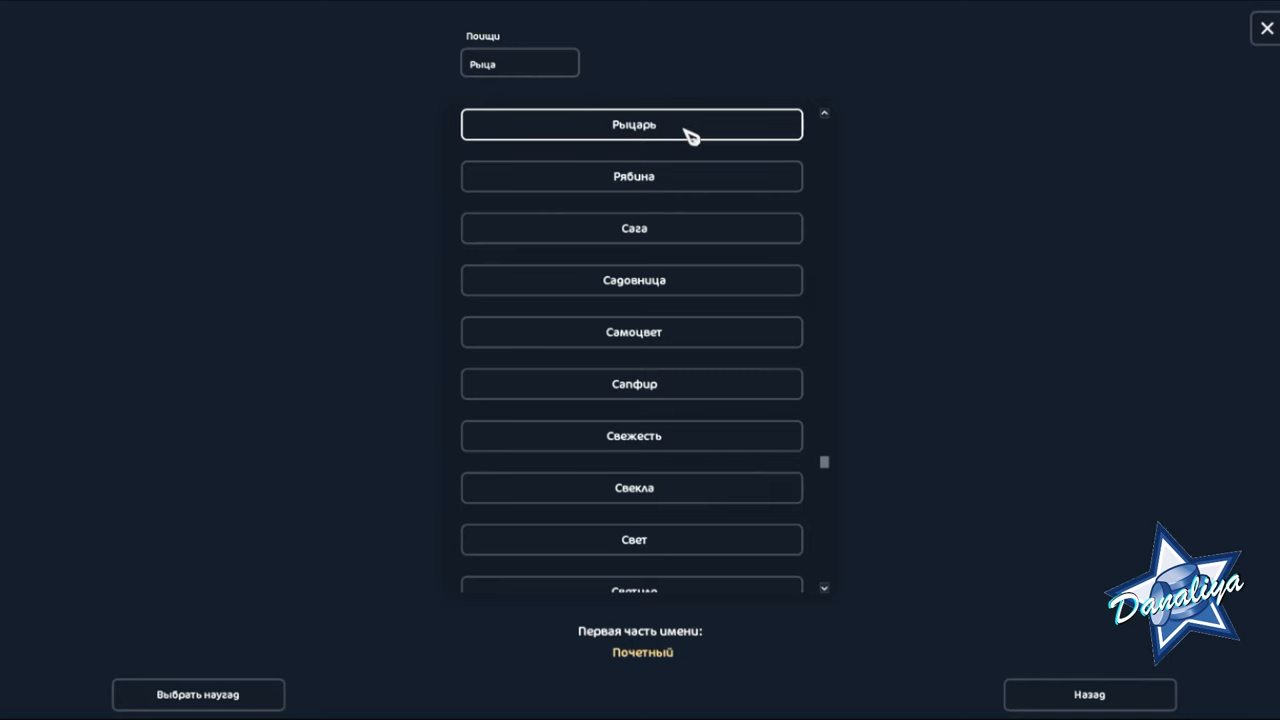 Поищи
Рыца
Рыцарь
Рябина
Сага
Садовница
Самоцвет
Сапфир
Свежесть
Свекла
Свет
Светило
Первая часть имени:
Почетный
Выбрать наугад
Назад
Danaliya